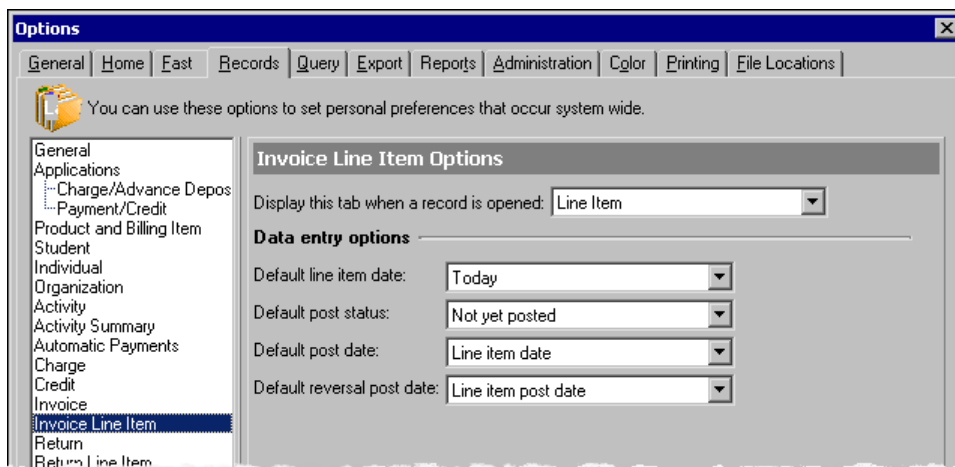 Options
General Home Fast Records Query Export Reports Administration Color Printing File Locations
You can use these options to set personal preferences that occur system wide.
General
Applications
Charge/Advance Depos
Payment/Credit
Product and Billing Item
Student
Individual
Organization
Activity
Activity Summary
Automatic Payments
Charge
Credit
Invoice
Invoice Line Item
Return
Return Line Item
Invoice Line Item Options
Display this tab when a record is opened: Line Item
Data entry options
Default line item date: Today
Default post status: Not yet posted
Default post date: Line item date
Default reversal post date: Line item post date